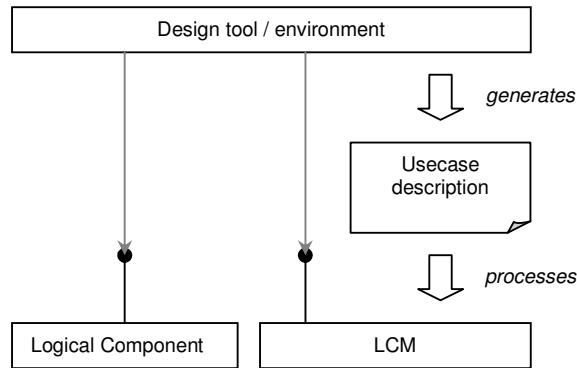 Design tool / environment
generates
Usecase
description
processes
Logical Component
LCM